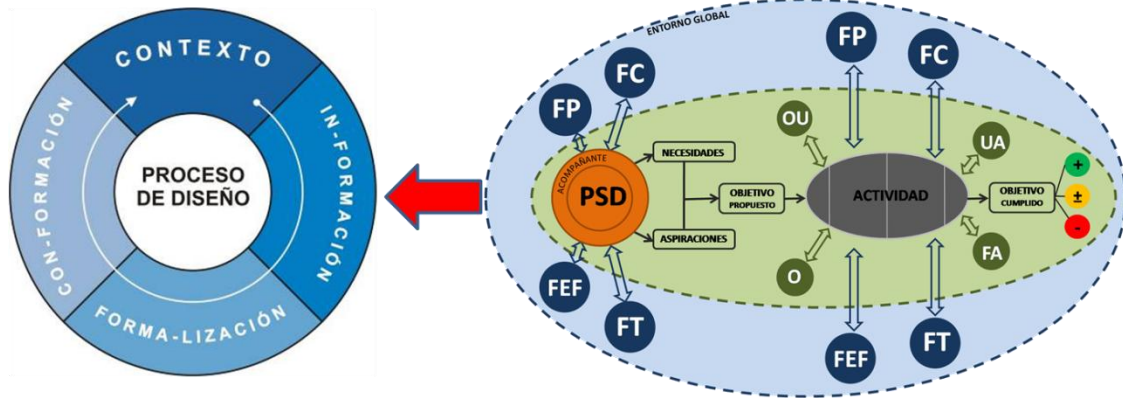 CONTEXTO
IN-FORMACIÓN
FORMA-LIZACIÓN
CON-FORMACIÓN
PROCESO
DE DISEÑO
ENTORNO GLOBAL
FP
FC
FP
FC
OU
UA
ACOMPAÑANTE
PSD
NECESIDADES
OBJETIVO
PROPUESTO
ASPIRACIONES
ACTIVIDAD
OBJETIVO
CUMPLIDO
+
±
-
O
FA
FEF
FT
FEF
FT